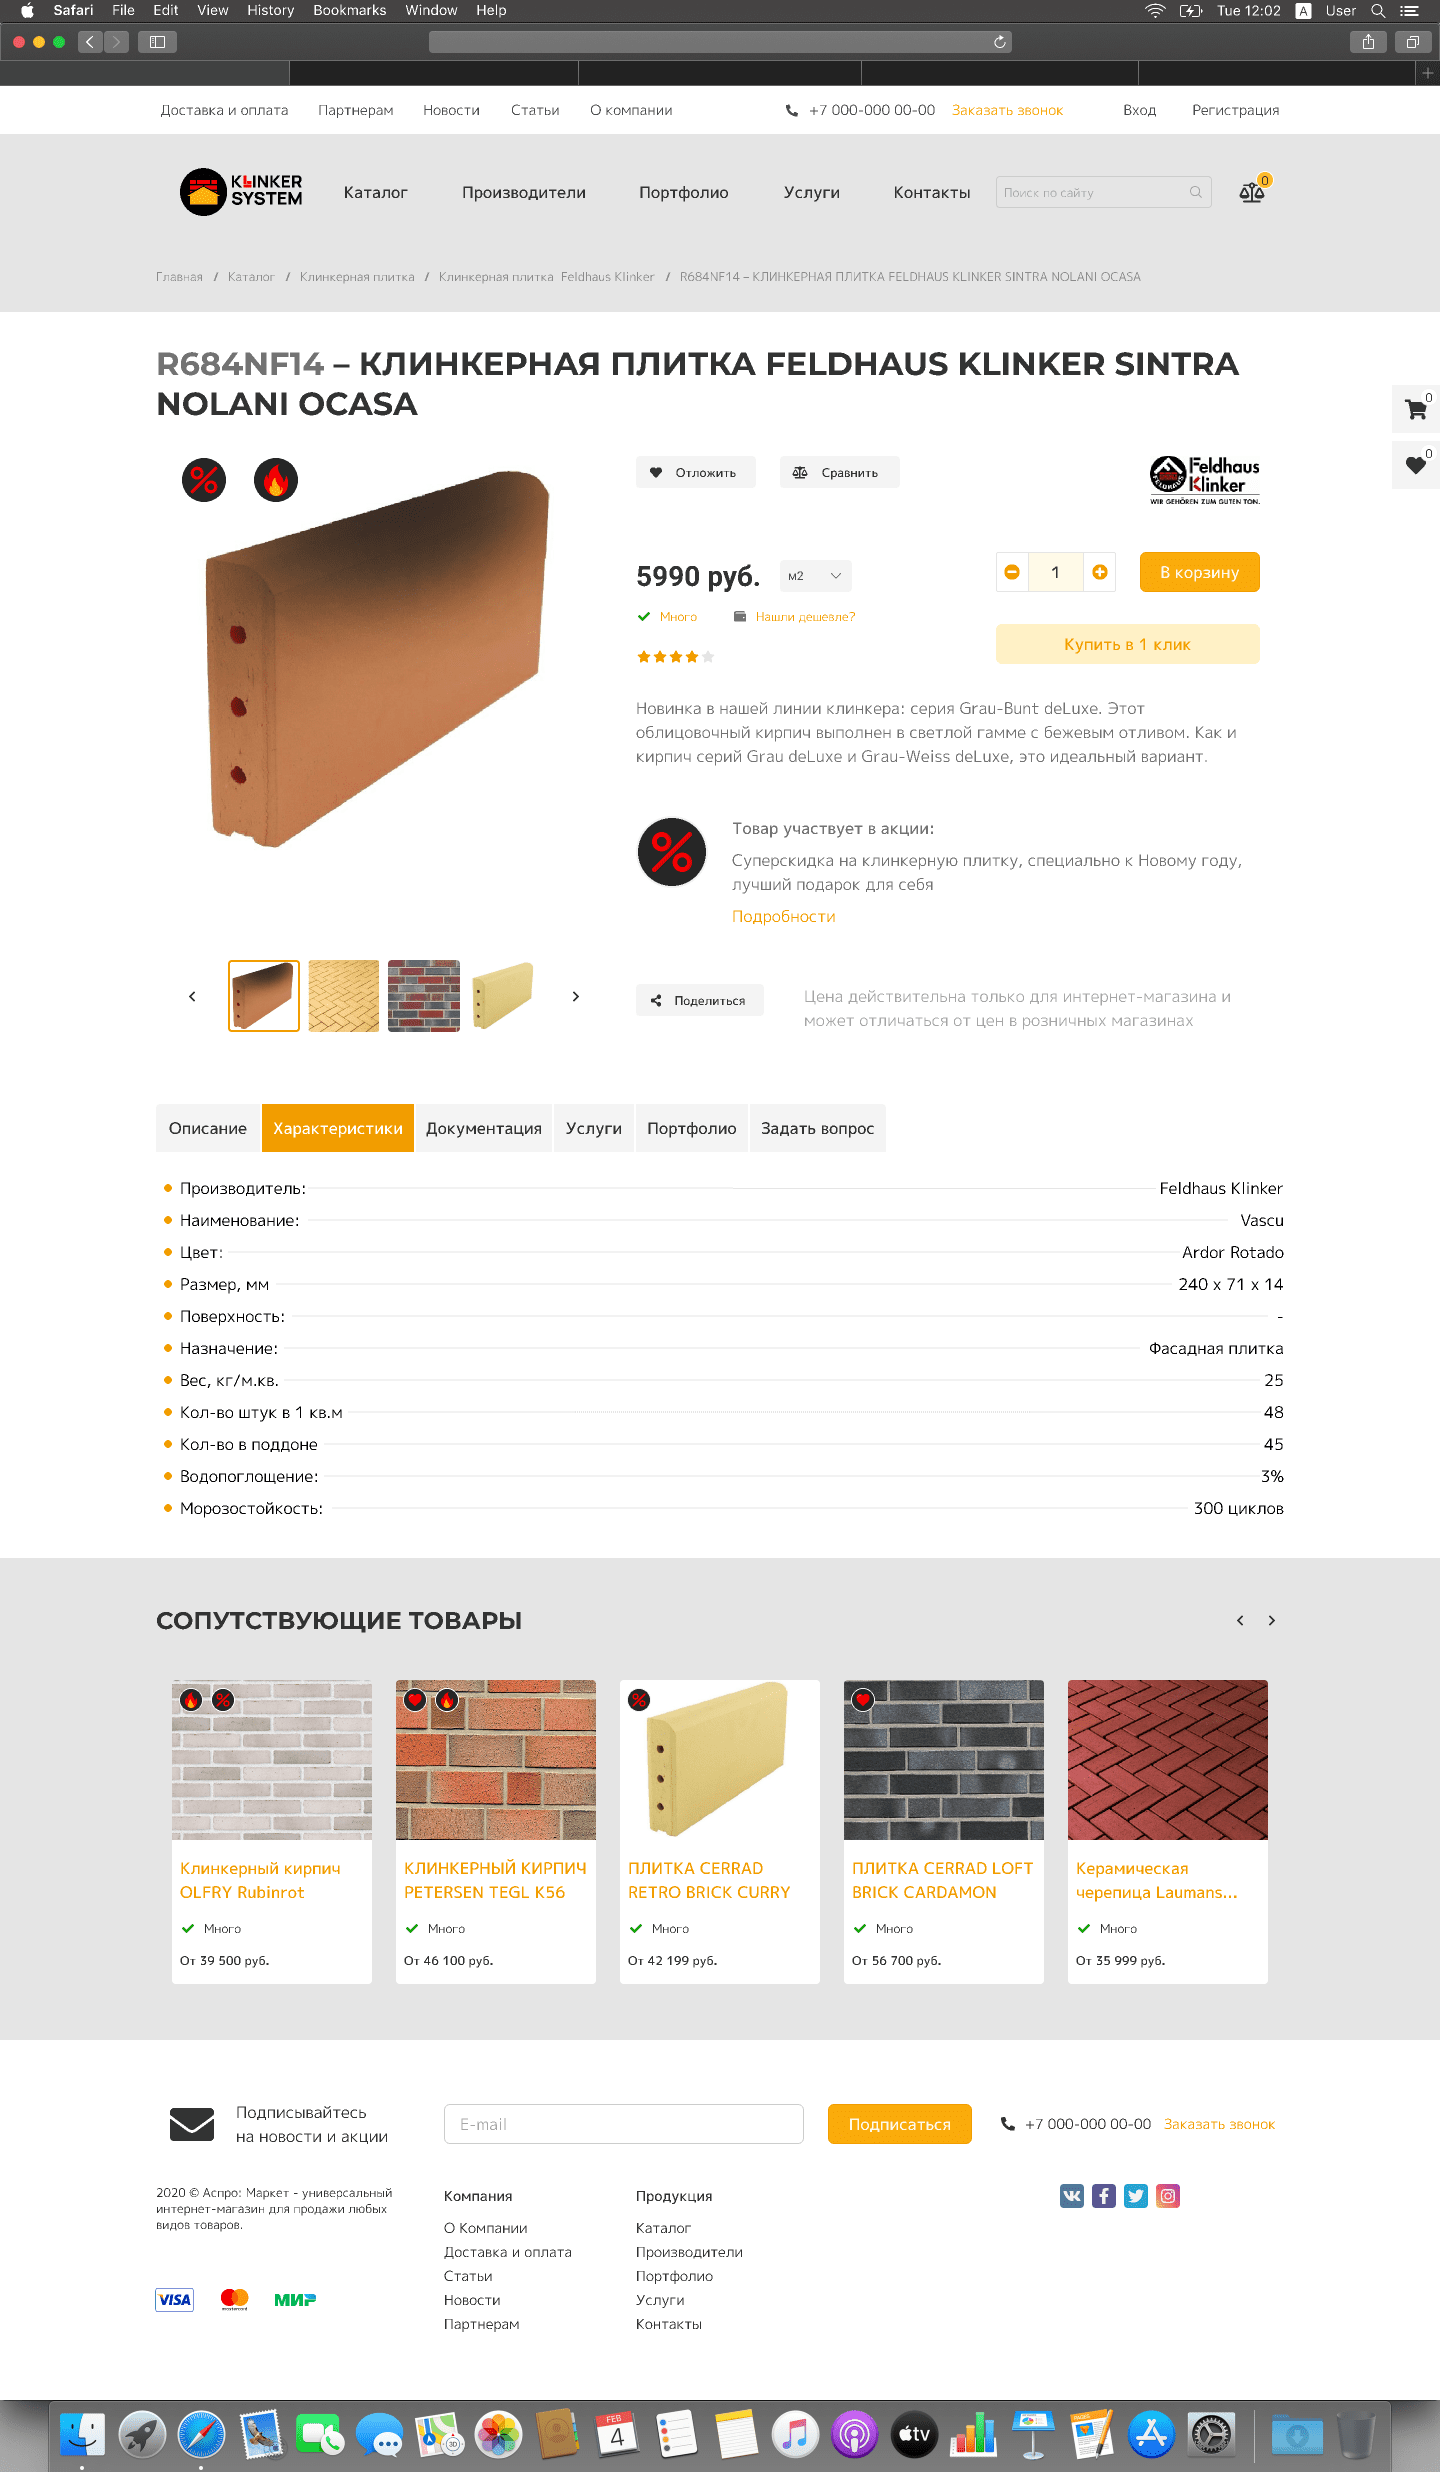 Safari File Edit View History Bookmarks Window Help Tue 12:02 A User
Доставка и оплата Партнерам Новости Статьи О компании +7 000-000 00-00 Заказать звонок Вход Регистрация
KLINKER
SYSTEM
Каталог Производители Портфолио Услуги Контакты Поиск по сайту 0
Главная / Каталог / Клинкерная плитка / Клинкерная плитка Feldhaus Klinker / R684NF14 – КЛИНКЕРНАЯ ПЛИТКА FELDHAUS KLINKER SINTRA NOLANI OCASA
R684NF14 – КЛИНКЕРНАЯ ПЛИТКА FELDHAUS KLINKER SINTRA
NOLANI OCASA
0
0
Отложить Сравнить
Feldhaus
Klinker
FELDHAUS
WIR GEHÖREN ZUM GUTEN TON.
5990 руб. м2 1 В корзину
Много Нашли дешевле?
Купить в 1 клик
Новинка в нашей линии клинкера: серия Grau-Bunt deLuxe. Этот
облицовочный кирпич выполнен в светлой гамме с бежевым отливом. Как и
кирпич серий Grau deLuxe и Grau-Weiss deLuxe, это идеальный вариант.
Товар участвует в акции:
Суперскидка на клинкерную плитку, специально к Новому году,
лучший подарок для себя
Подробности
Поделиться
Цена действительна только для интернет-магазина и
может отличаться от цен в розничных магазинах
Описание Характеристики Документация Услуги Портфолио Задать вопрос
Производитель: Feldhaus Klinker
Наименование: Vascu
Цвет: Ardor Rotado
Размер, мм 240 x 71 x 14
Поверхность: -
Назначение: Фасадная плитка
Вес, кг/м.кв. 25
Кол-во штук в 1 кв.м 48
Кол-во в поддоне 45
Водопоглощение: 3%
Морозостойкость: 300 циклов
СОПУТСТВУЮЩИЕ ТОВАРЫ
Клинкерный кирпич
OLFRY Rubinrot
Много
От 39 500 руб.
КЛИНКЕРНЫЙ КИРПИЧ
PETERSEN TEGL K56
Много
От 46 100 руб.
ПЛИТКА CERRAD
RETRO BRICK CURRY
Много
От 42 199 руб.
ПЛИТКА CERRAD LOFT
BRICK CARDAMON
Много
От 56 700 руб.
Керамическая
черепица Laumans...
Много
От 35 999 руб.
Подписывайтесь
на новости и акции
E-mail Подписаться +7 000-000 00-00 Заказать звонок
2020 © Аспро: Маркет - универсальный
интернет-магазин для продажи любых
видов товаров.
VISA mastercard МИР
Компания
О Компании
Доставка и оплата
Статьи
Новости
Партнерам
Продукция
Каталог
Производители
Портфолио
Услуги
Контакты
3D
FEB
4
tv
PAGES